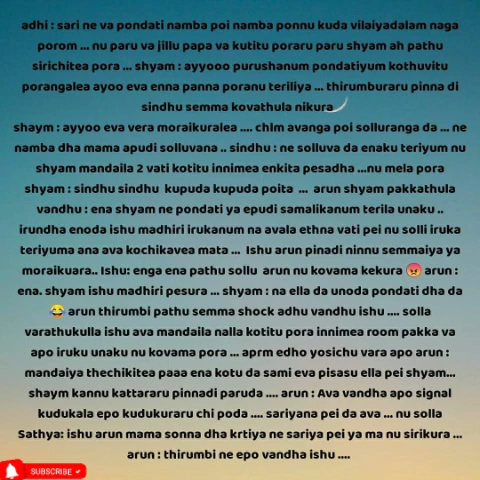 adhi : sari ne va pondati namba poi namba ponnu kuda vilaiyadalam naga
porom ... nu paru va jillu papa va kutitu poraru paru shyam ah pathu
sirichitea pora ... shyam : ayyooo purushanum pondatiyum kothuvitu
porangalea ayoo eva enna panna poranu teriliya ... thirumburaru pinna di
sindhu semma kovathula nikura🌙
shaym : ayyoo eva vera moraikuralea .... chlm avanga poi solluranga da ... ne
namba dha mama apudi solluvana .. sindhu : ne solluva da enaku teriyum nu
shyam mandaila 2 vati kotitu innimea enkita pesadha ...nu mela pora
shyam : sindhu sindhu kupuda kupuda poita ... arun shyam pakkathula
vandhu : ena shyam ne pondati ya epudi samalikanum terila unaku ..
irundha enoda ishu madhiri irukanum na avala ethna vati pei nu solli iruka
teriyuma ana ava kochikavea mata ... Ishu arun pinadi ninnu semmaiya ya
moraikuara.. Ishu: enga ena pathu sollu arun nu kovama kekura 😡 arun :
ena. shyam ishu madhiri pesura ... shyam : na ella da unoda pondati dha da
😂 arun thirumbi pathu semma shock adhu vandhu ishu .... solla
varathukulla ishu ava mandaila nalla kotitu pora innimea room pakka va
apo iruku unaku nu kovama pora ... aprm edho yosichu vara apo arun :
mandaiya thechikitea paaa ena kotu da sami eva pisasu ella pei shyam...
shaym kannu kattararu pinnadi paruda .... arun : Ava vandha apo signal
kudukala epo kudukuraru chi poda .... sariyana pei da ava ... nu solla
Sathya: ishu arun mama sonna dha krtiya ne sariya pei ya ma nu sirikura ...
arun : thirumbi ne epo vandha ishu ....
SUBSCRIBE